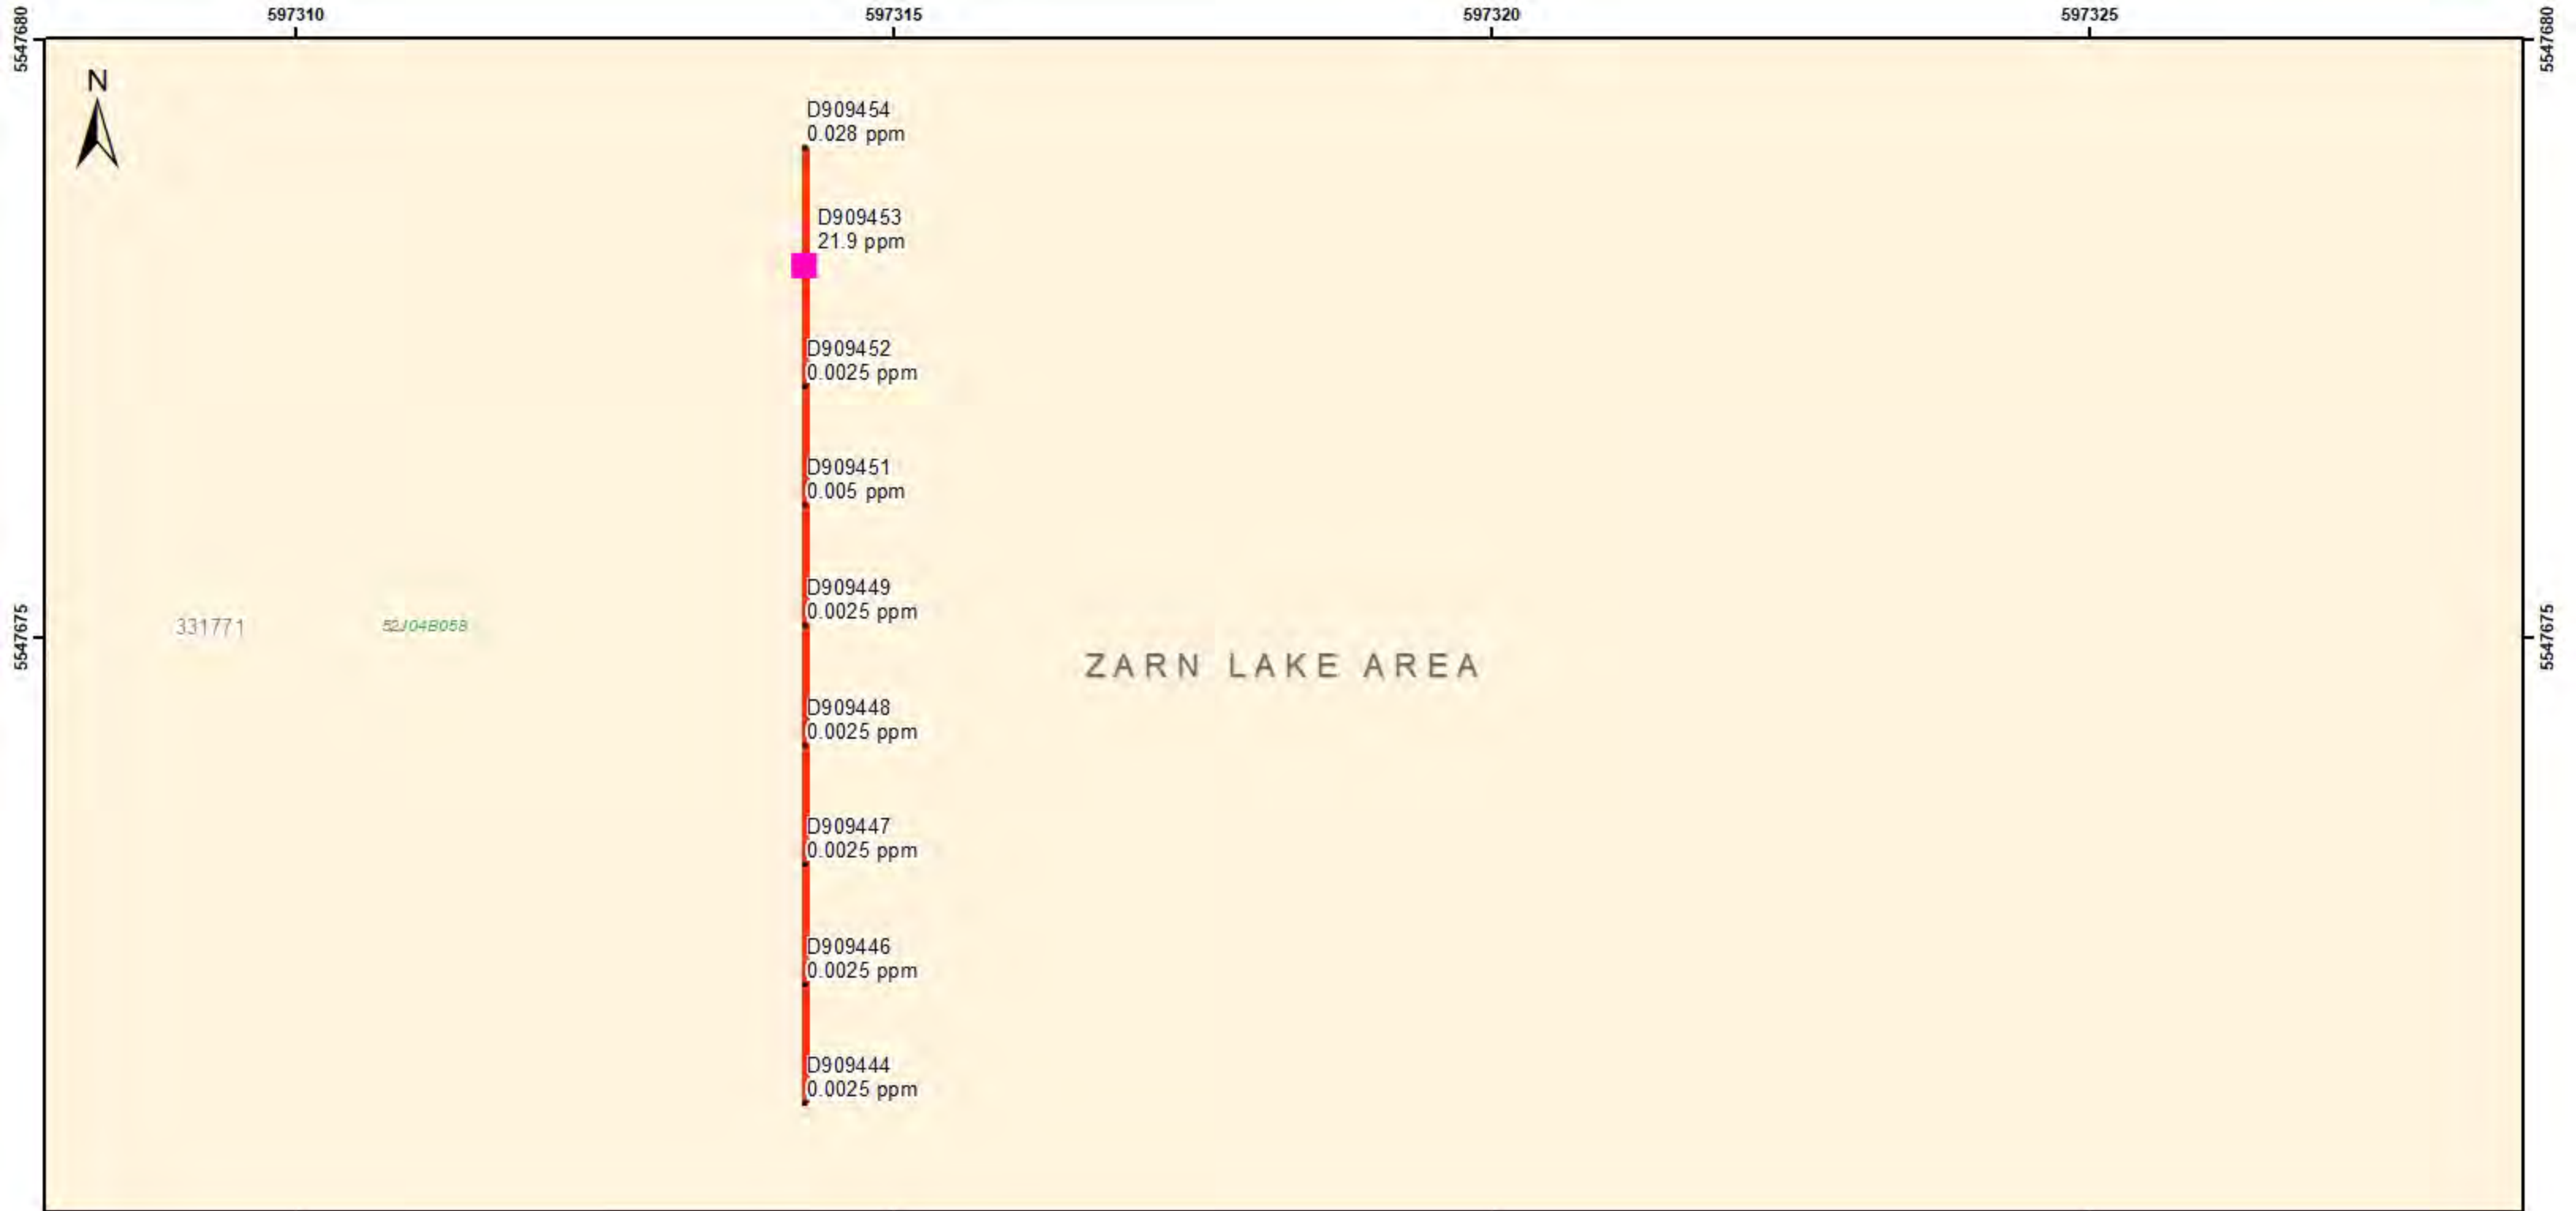 597310
597315
597320
597325
5547680
5547680
N
D909454
0.028 ppm
D909453
21.9 ppm
D909452
0.0025 ppm
D909451
0.005 ppm
D909449
0.0025 ppm
5547675
331771
52J04B058
5547675
ZARN LAKE AREA
D909448
0.0025 ppm
D909447
0.0025 ppm
D909446
0.0025 ppm
D909444
0.0025 ppm